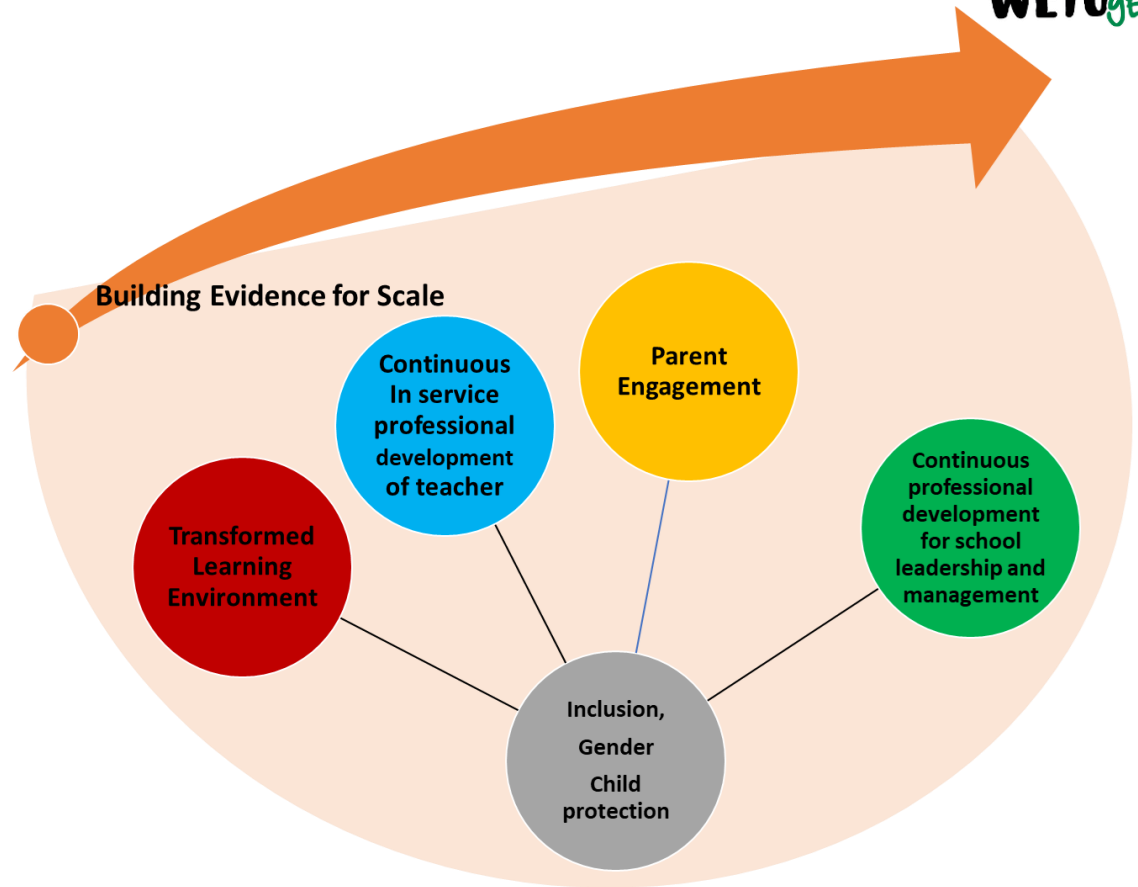 Building Evidence for Scale
Continuous
In service
professional
development
of teacher
Parent
Engagement
Continuous
professional
development
for school
leadership and
management
Transformed
Learning
Environment
Inclusion,
Gender
Child
protection